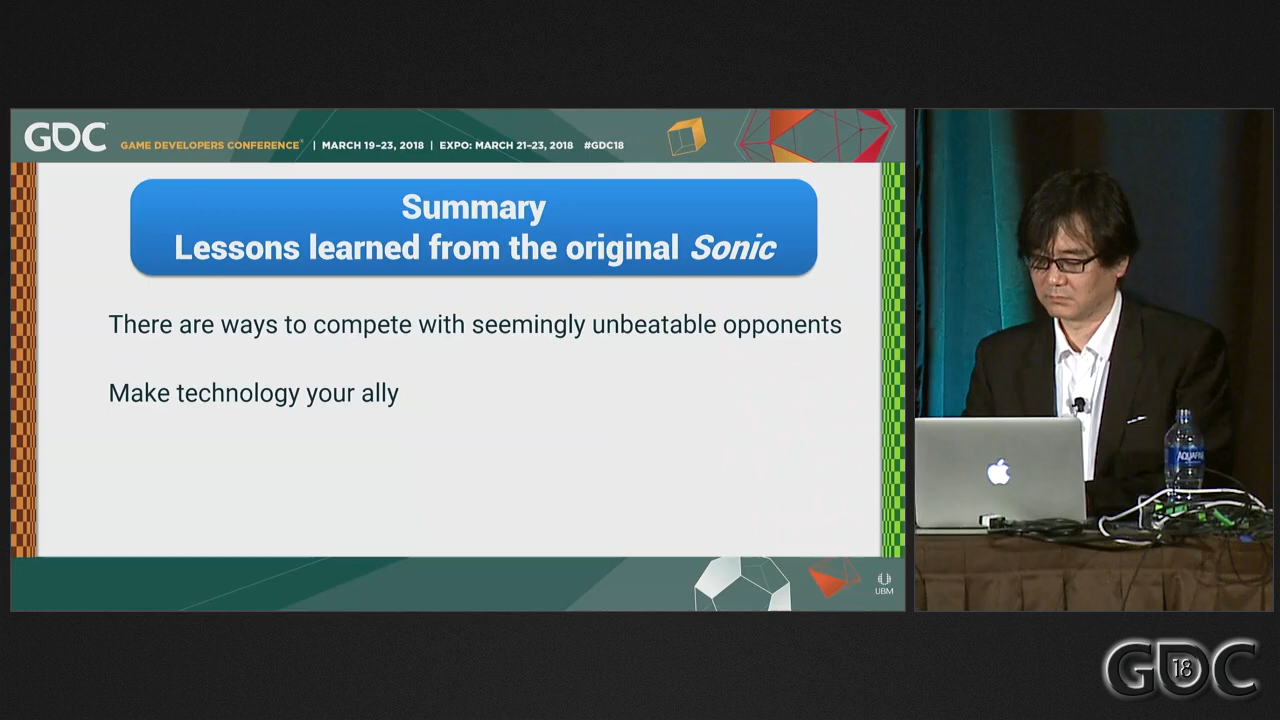 GDC
GAME DEVELOPERS CONFERENCE® | MARCH 19–23, 2018 | EXPO: MARCH 21–23, 2018 #GDC18
Summary
Lessons learned from the original Sonic
There are ways to compete with seemingly unbeatable opponents
Make technology your ally
UBM
AQUAFINA
GDC 18